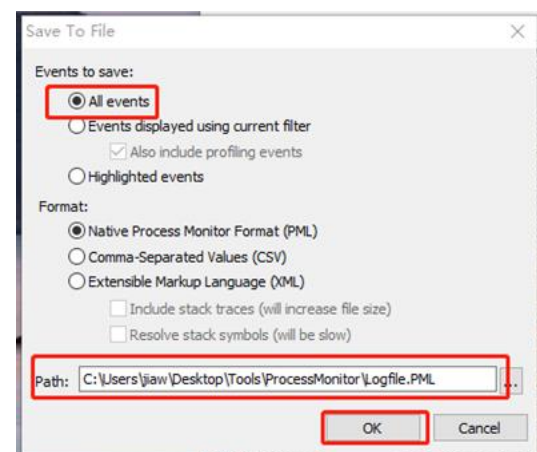 Save To File
Events to save:
All events
Events displayed using current filter
Also include profiling events
Highlighted events
Format:
Native Process Monitor Format (PML)
Comma-Separated Values (CSV)
Extensible Markup Language (XML)
Include stack traces (will increase file size)
Resolve stack symbols (will be slow)
Path: C:\Users\jiaw\Desktop\Tools\ProcessMonitor\Logfile.PML ...
OK Cancel